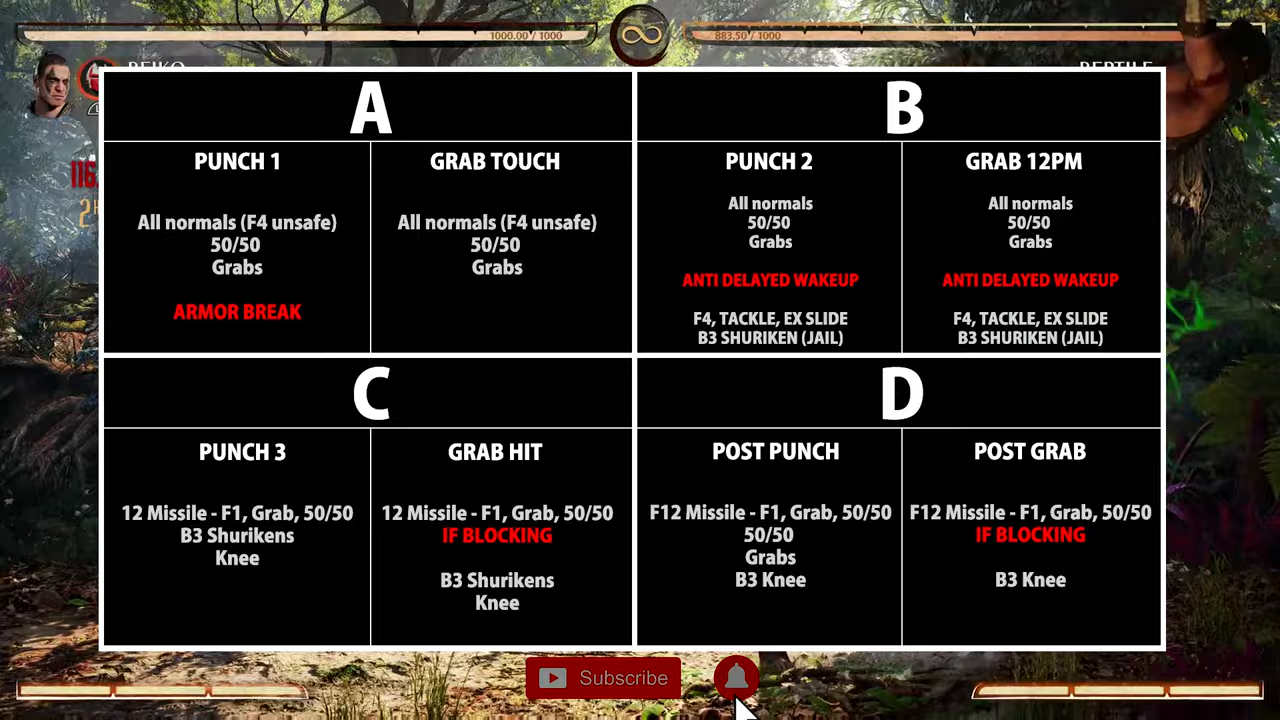 1000.00 / 1000
883.50 / 1000
REIKO
REPTILE
A
PUNCH 1
All normals (F4 unsafe)
50/50
Grabs
ARMOR BREAK
GRAB TOUCH
All normals (F4 unsafe)
50/50
Grabs
B
PUNCH 2
All normals
50/50
Grabs
ANTI DELAYED WAKEUP
F4, TACKLE, EX SLIDE
B3 SHURIKEN (JAIL)
GRAB 12PM
All normals
50/50
Grabs
ANTI DELAYED WAKEUP
F4, TACKLE, EX SLIDE
B3 SHURIKEN (JAIL)
C
PUNCH 3
12 Missile - F1, Grab, 50/50
B3 Shurikens
Knee
GRAB HIT
12 Missile - F1, Grab, 50/50
IF BLOCKING
B3 Shurikens
Knee
D
POST PUNCH
F12 Missile - F1, Grab, 50/50
50/50
Grabs
B3 Knee
POST GRAB
F12 Missile - F1, Grab, 50/50
IF BLOCKING
B3 Knee
Subscribe